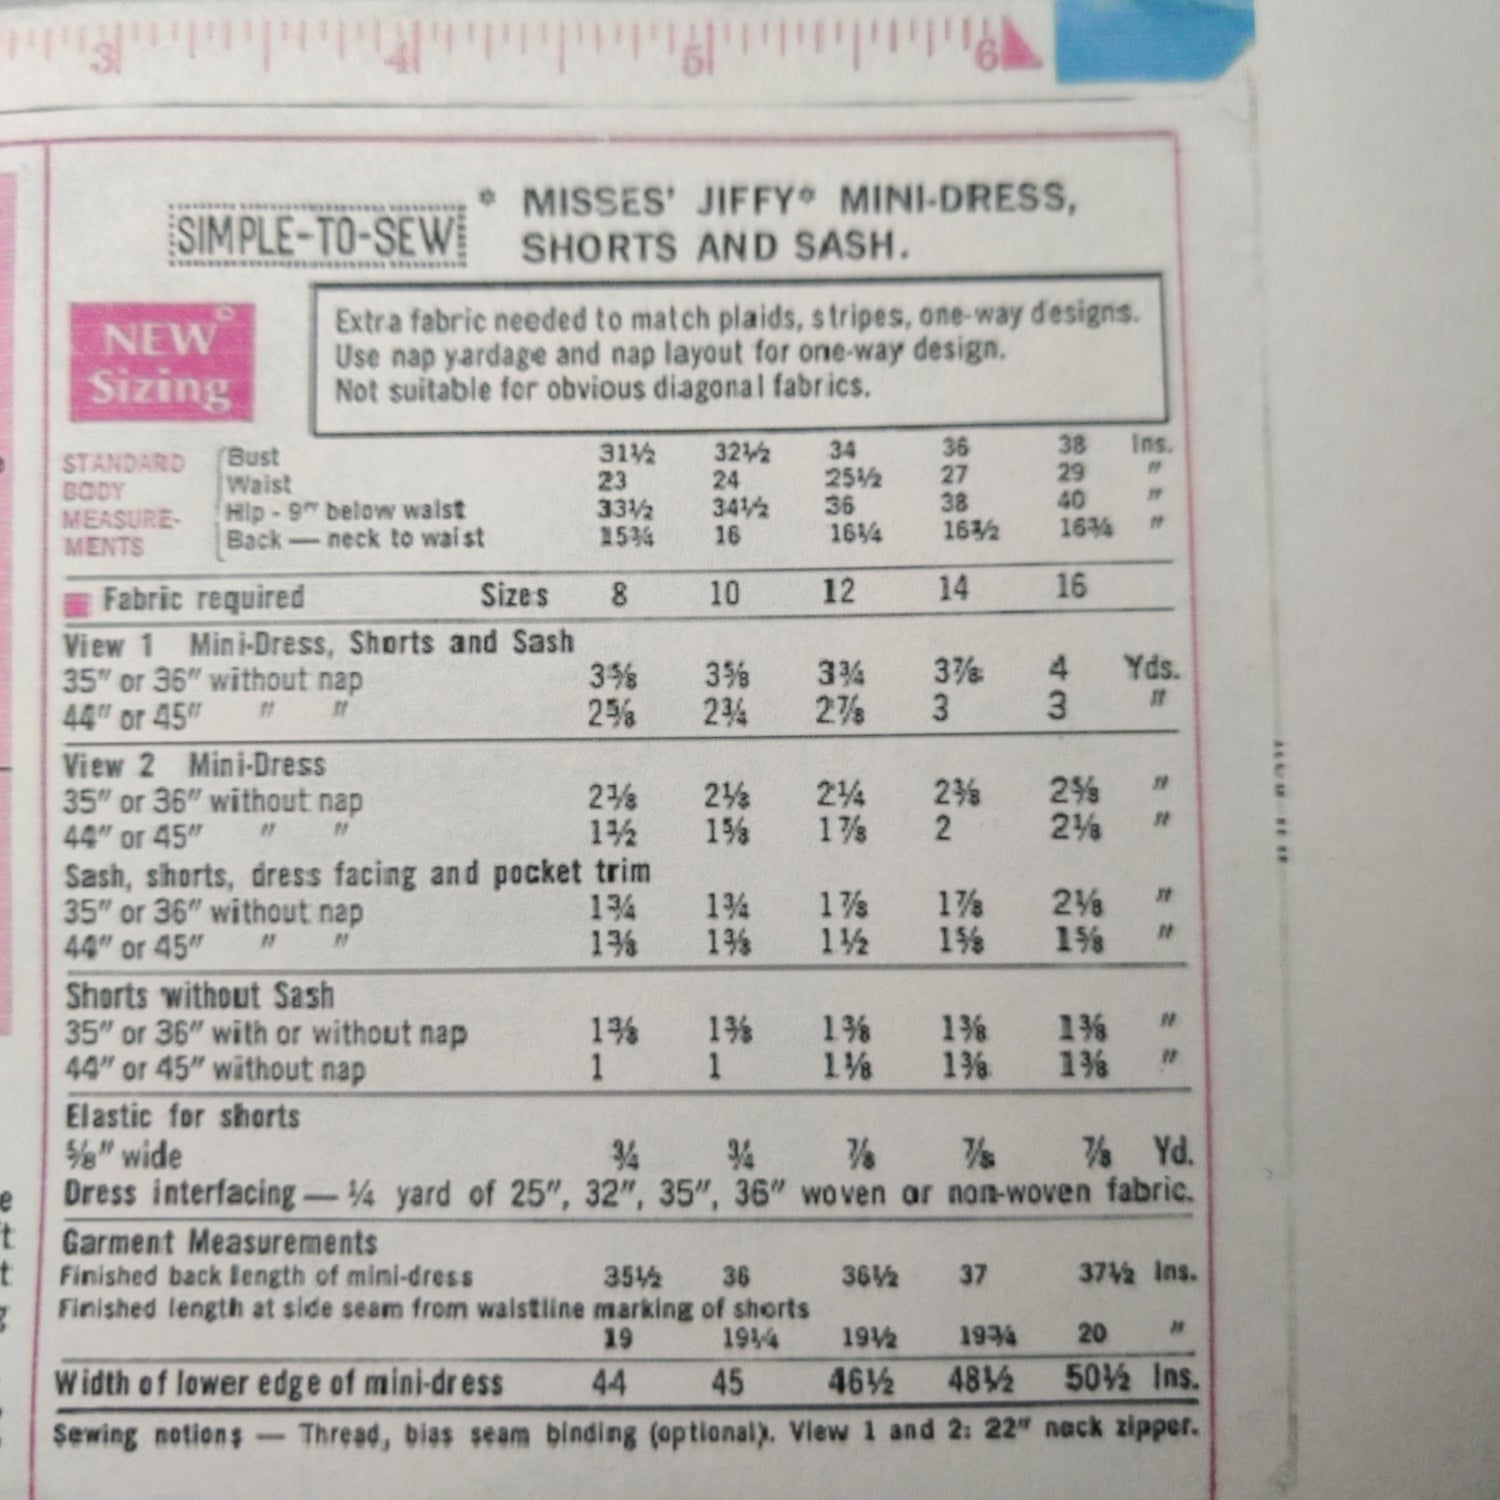 3 4 5 6
SIMPLE-TO-SEW * MISSES' JIFFY* MINI-DRESS,
SHORTS AND SASH.
NEW
Sizing
Extra fabric needed to match plaids, stripes, one-way designs.
Use nap yardage and nap layout for one-way design.
Not suitable for obvious diagonal fabrics.
STANDARD BODY MEASURE-MENTS
Bust 31½ 32½ 34 36 38 Ins.
Waist 23 24 25½ 27 29 "
Hip - 9" below waist 33½ 34½ 36 38 40 "
Back — neck to waist 15¾ 16 16¼ 16½ 16¾ "
Fabric required Sizes 8 10 12 14 16
View 1 Mini-Dress, Shorts and Sash
35" or 36" without nap 3⅝ 3⅝ 3¾ 3⅞ 4 Yds.
44" or 45" " " 2⅝ 2¾ 2⅞ 3 3 "
View 2 Mini-Dress
35" or 36" without nap 2⅛ 2⅛ 2¼ 2⅜ 2⅝ "
44" or 45" " " 1½ 1⅝ 1⅞ 2 2⅛ "
Sash, shorts, dress facing and pocket trim
35" or 36" without nap 1¾ 1¾ 1⅞ 1⅞ 2⅛ "
44" or 45" " " 1⅜ 1⅜ 1½ 1⅝ 1⅝ "
Shorts without Sash
35" or 36" with or without nap 1⅜ 1⅜ 1⅜ 1⅜ 1⅜ "
44" or 45" without nap 1 1 1⅛ 1⅜ 1⅜ "
Elastic for shorts
⅝" wide ¾ ¾ ⅞ ⅞ ⅞ Yd.
Dress interfacing — ¼ yard of 25", 32", 35", 36" woven or non-woven fabric.
Garment Measurements
Finished back length of mini-dress 35½ 36 36½ 37 37½ Ins.
Finished length at side seam from waistline marking of shorts
19 19¼ 19½ 19¾ 20 "
Width of lower edge of mini-dress 44 45 46½ 48½ 50½ Ins.
Sewing notions — Thread, bias seam binding (optional). View 1 and 2: 22" neck zipper.